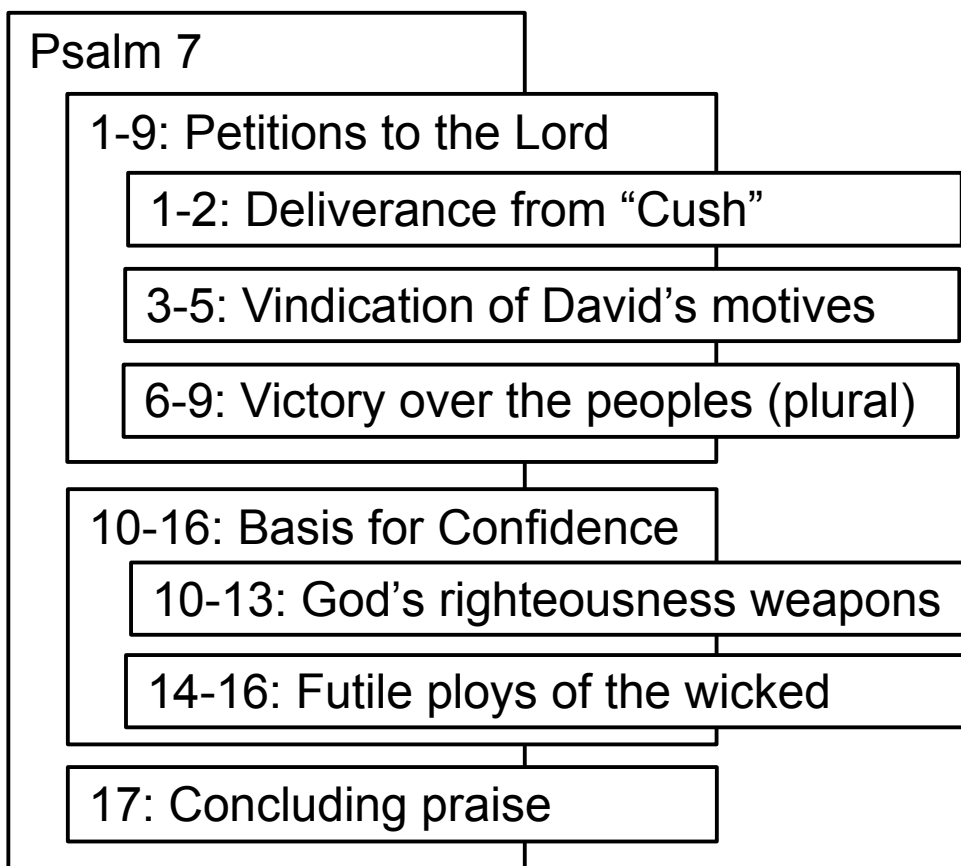 Psalm 7
1-9: Petitions to the Lord
1-2: Deliverance from “Cush”
3-5: Vindication of David’s motives
6-9: Victory over the peoples (plural)
10-16: Basis for Confidence
10-13: God’s righteousness weapons
14-16: Futile ploys of the wicked
17: Concluding praise